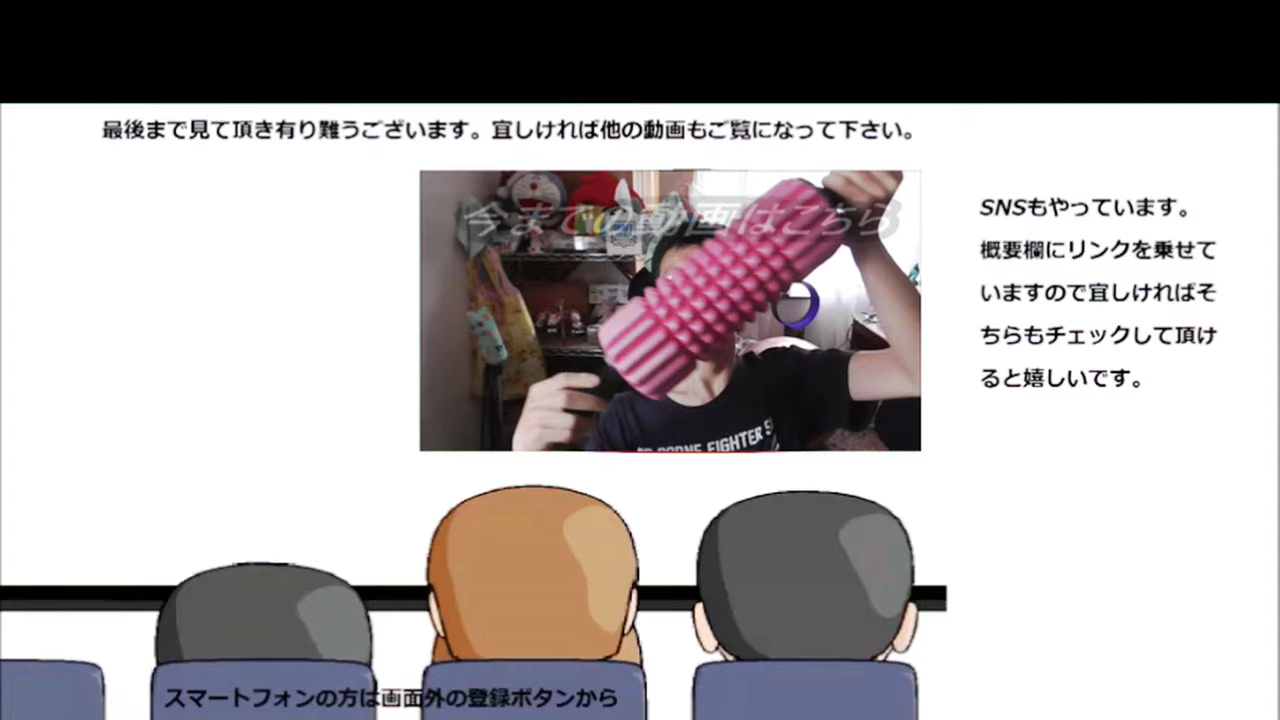 最後まで見て頂き有り難うございます。宜しければ他の動画もご覧になって下さい。
今までの動画はこちら
SNSもやっています。
概要欄にリンクを乗せて
いますので宜しければそ
ちらもチェックして頂け
ると嬉しいです。
FIGHTER
スマートフォンの方は画面外の登録ボタンから